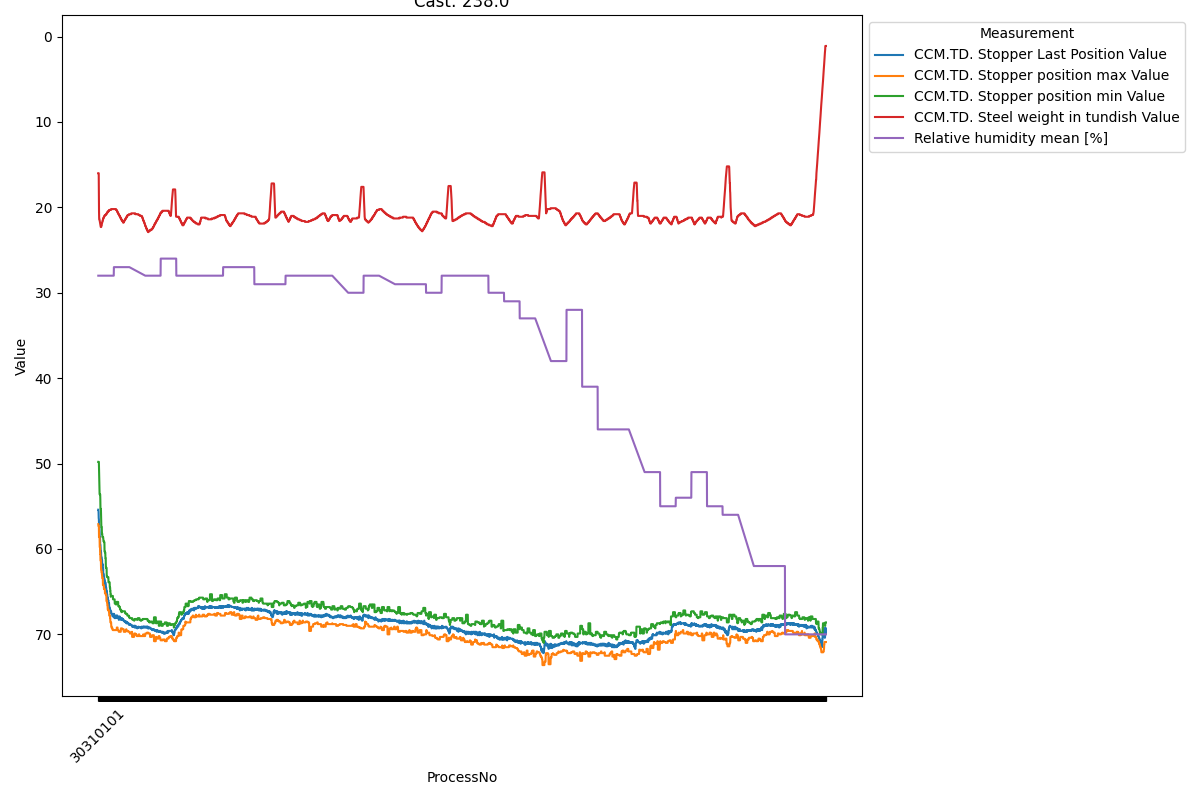 Cast: 238.0
Measurement
CCM.TD. Stopper Last Position Value
CCM.TD. Stopper position max Value
CCM.TD. Stopper position min Value
CCM.TD. Steel weight in tundish Value
Relative humidity mean [%]
0
10
20
30
40
50
60
70
Value
30310101
ProcessNo